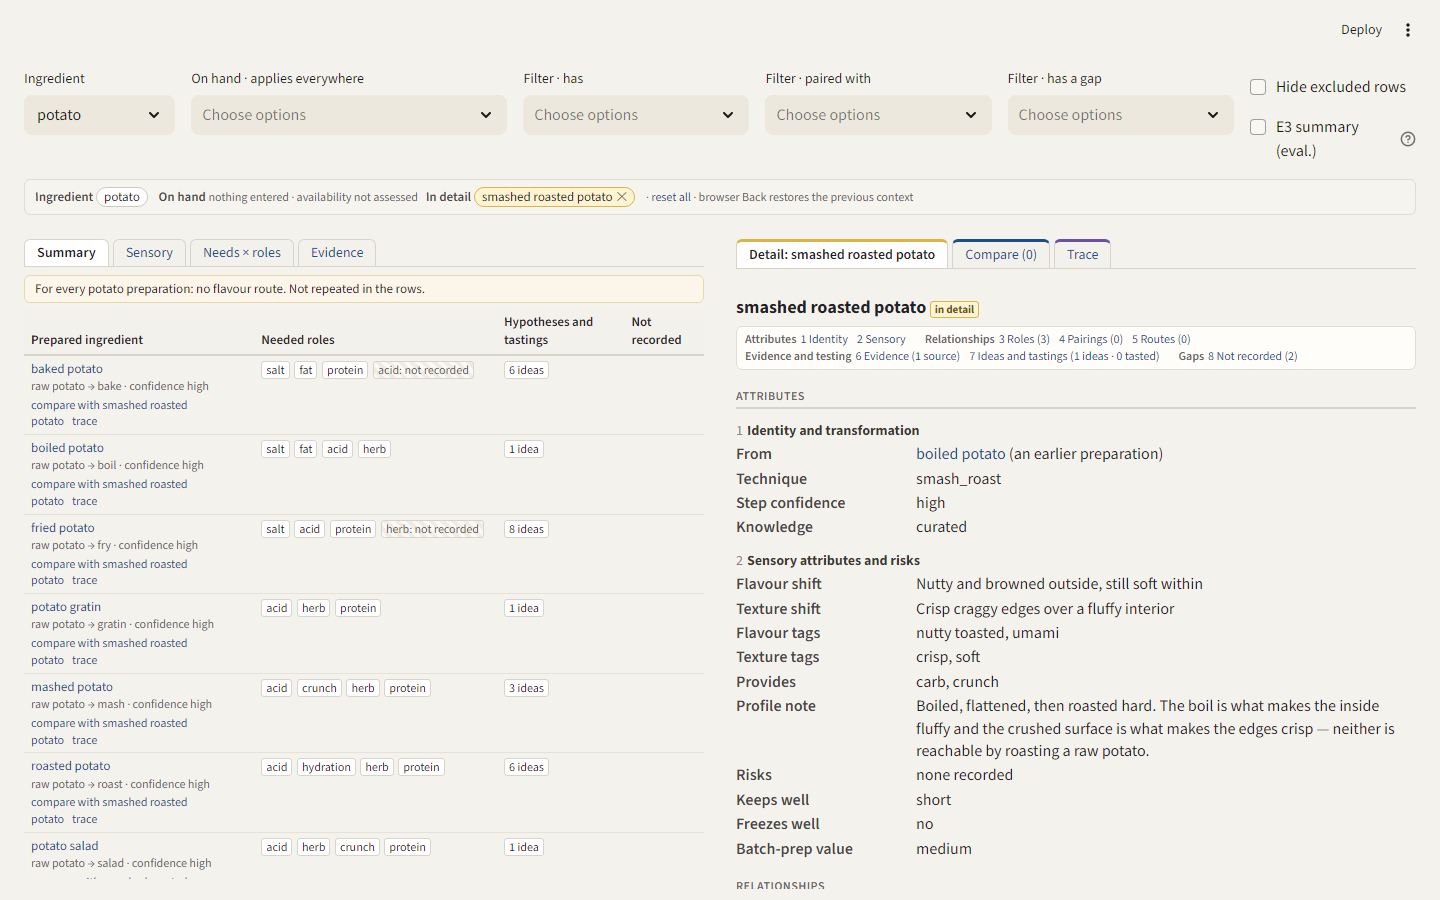 Deploy
Ingredient
On hand · applies everywhere
Filter · has
Filter · paired with
Filter · has a gap
potato
Choose options
Choose options
Choose options
Choose options
Hide excluded rows
E3 summary
(eval.)
Ingredient potato On hand nothing entered · availability not assessed In detail smashed roasted potato · reset all · browser Back restores the previous context
Summary
Sensory
Needs × roles
Evidence
For every potato preparation: no flavour route. Not repeated in the rows.
Prepared ingredient
Needed roles
Hypotheses and
tastings
Not
recorded
baked potato
raw potato → bake · confidence high
compare with smashed roasted
potato trace
salt fat protein acid: not recorded
6 ideas
boiled potato
raw potato → boil · confidence high
compare with smashed roasted
potato trace
salt fat acid herb
1 idea
fried potato
raw potato → fry · confidence high
compare with smashed roasted
potato trace
salt acid protein herb: not recorded
8 ideas
potato gratin
raw potato → gratin · confidence high
compare with smashed roasted
potato trace
acid herb protein
1 idea
mashed potato
raw potato → mash · confidence high
compare with smashed roasted
potato trace
acid crunch herb protein
3 ideas
roasted potato
raw potato → roast · confidence high
compare with smashed roasted
potato trace
acid hydration herb protein
6 ideas
potato salad
raw potato → salad · confidence high
acid herb crunch protein
1 idea
Detail: smashed roasted potato
Compare (0)
Trace
smashed roasted potato in detail
Attributes 1 Identity 2 Sensory Relationships 3 Roles (3) 4 Pairings (0) 5 Routes (0)
Evidence and testing 6 Evidence (1 source) 7 Ideas and tastings (1 ideas · 0 tasted) Gaps 8 Not recorded (2)
ATTRIBUTES
1 Identity and transformation
From boiled potato (an earlier preparation)
Technique smash_roast
Step confidence high
Knowledge curated
2 Sensory attributes and risks
Flavour shift Nutty and browned outside, still soft within
Texture shift Crisp craggy edges over a fluffy interior
Flavour tags nutty toasted, umami
Texture tags crisp, soft
Provides carb, crunch
Profile note Boiled, flattened, then roasted hard. The boil is what makes the inside
fluffy and the crushed surface is what makes the edges crisp — neither is
reachable by roasting a raw potato.
Risks none recorded
Keeps well short
Freezes well no
Batch-prep value medium
RELATIONSHIPS